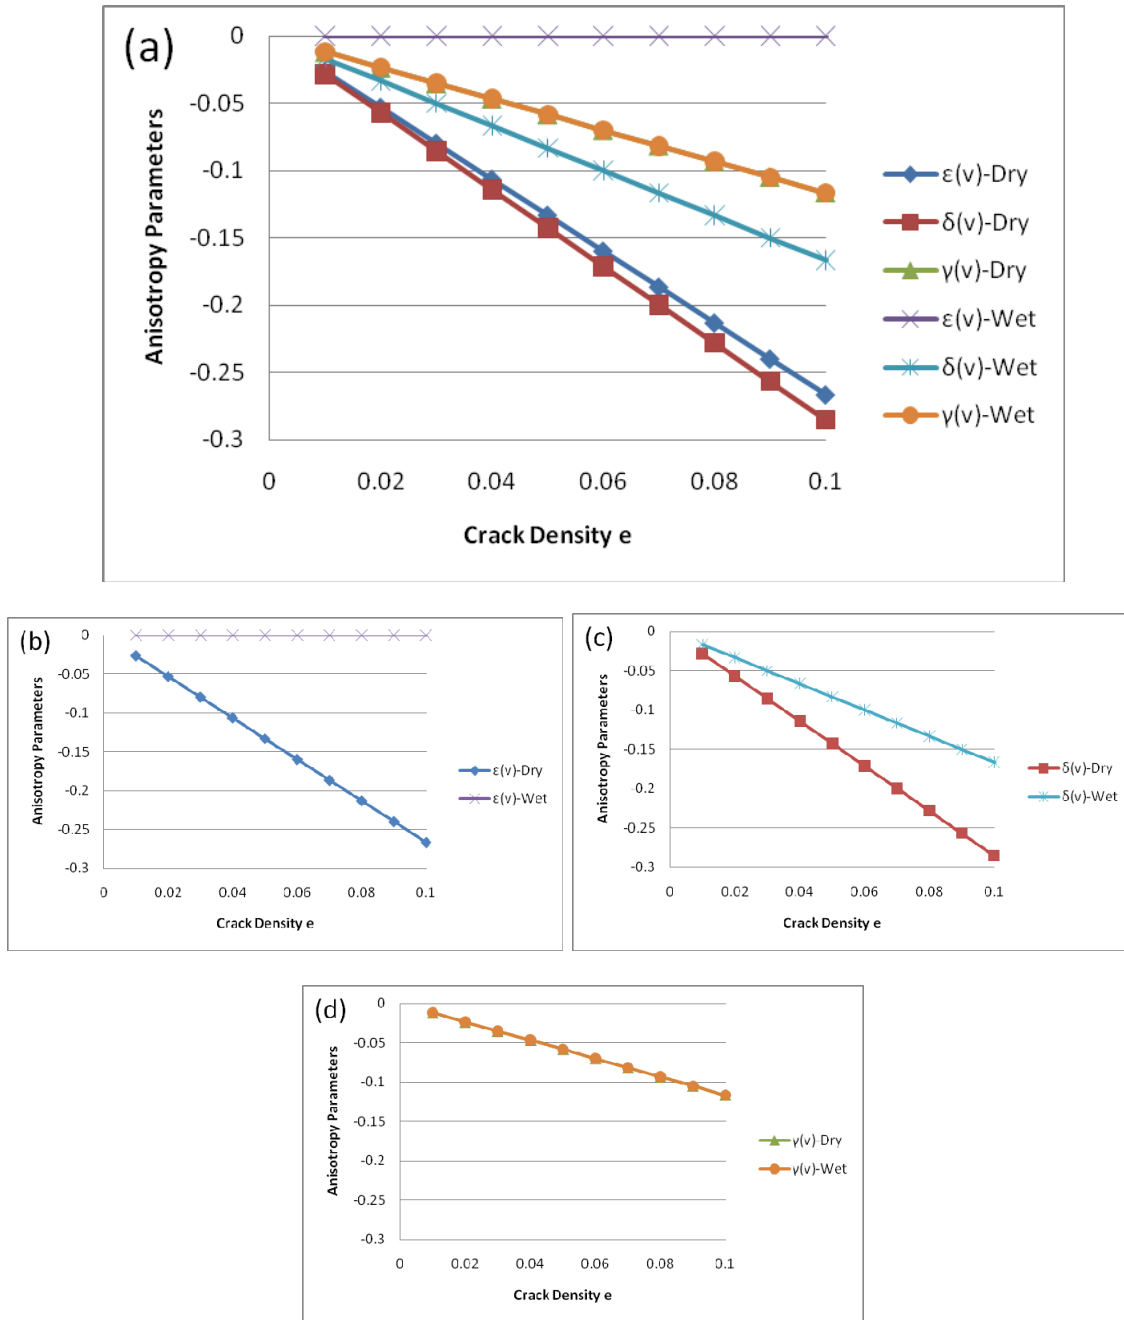 (a)
Anisotropy Parameters
0
-0.05
-0.1
-0.15
-0.2
-0.25
-0.3
0 0.02 0.04 0.06 0.08 0.1
Crack Density e
ε(v)-Dry
δ(v)-Dry
γ(v)-Dry
ε(v)-Wet
δ(v)-Wet
γ(v)-Wet
(b)
Anisotropy Parameters
0
-0.05
-0.1
-0.15
-0.2
-0.25
-0.3
0 0.02 0.04 0.06 0.08 0.1
Crack Density e
ε(v)-Dry
ε(v)-Wet
(c)
Anisotropy Parameters
0
-0.05
-0.1
-0.15
-0.2
-0.25
-0.3
0 0.02 0.04 0.06 0.08 0.1
Crack Density e
δ(v)-Dry
δ(v)-Wet
(d)
Anisotropy Parameters
0
-0.05
-0.1
-0.15
-0.2
-0.25
-0.3
0 0.02 0.04 0.06 0.08 0.1
Crack Density e
γ(v)-Dry
γ(v)-Wet